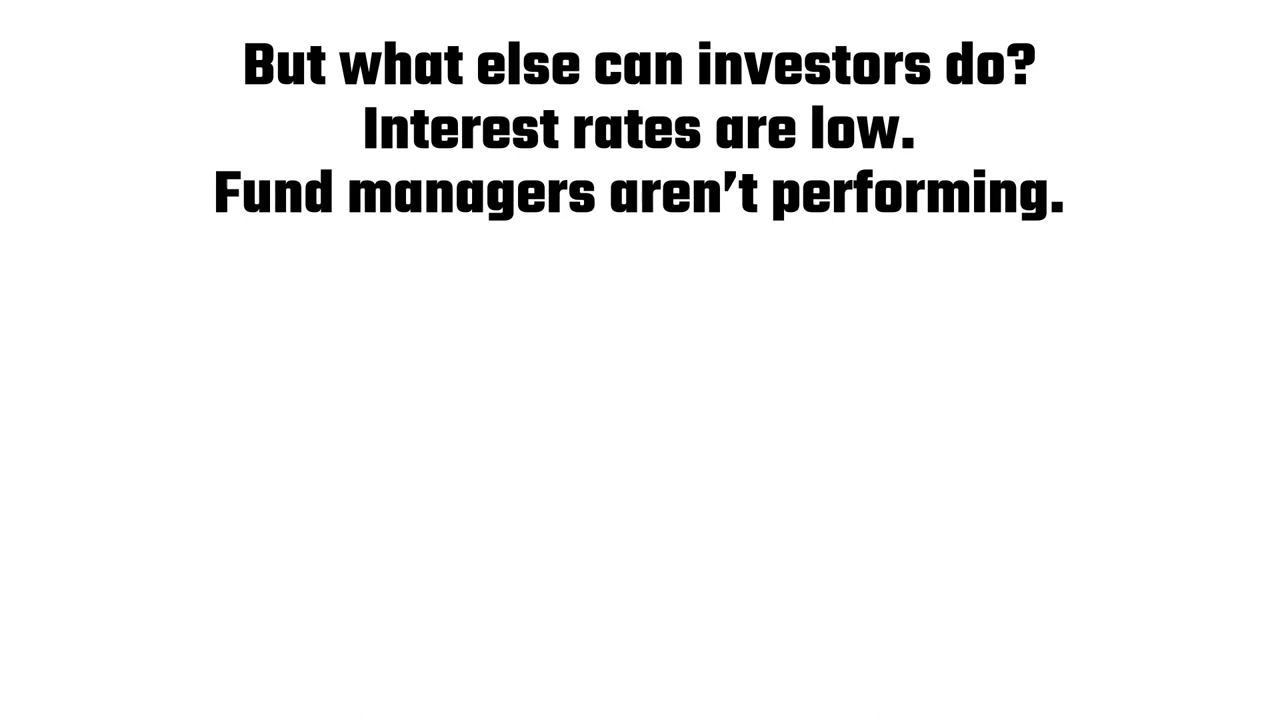 But what else can investors do?
Interest rates are low.
Fund managers aren’t performing.